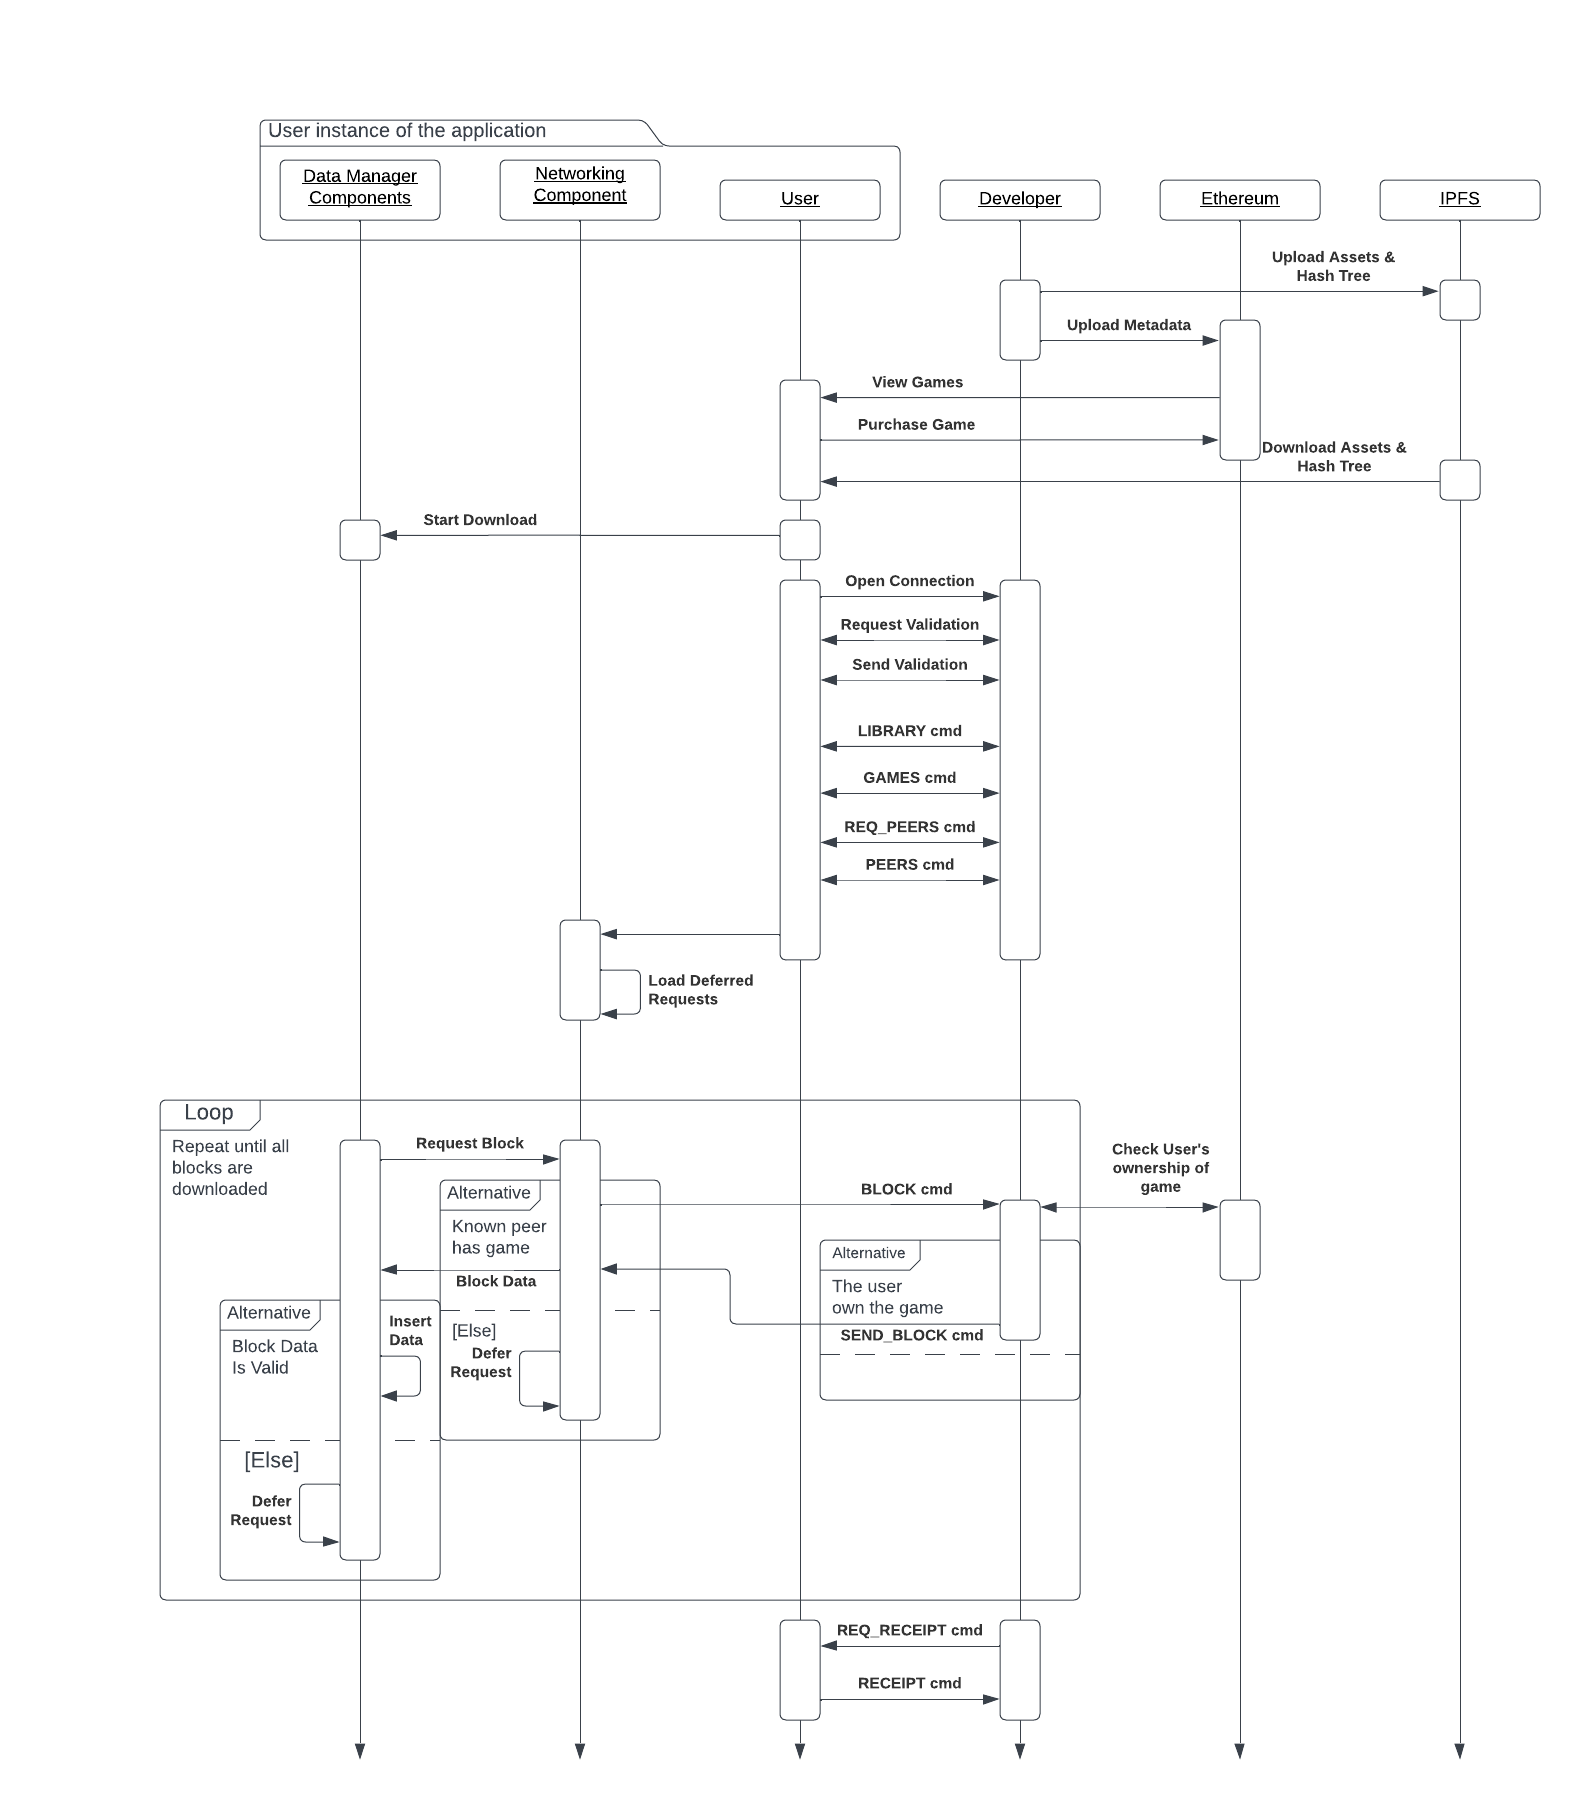 User instance of the application
Data Manager
Components
Networking
Component
User
Developer
Ethereum
IPFS
Upload Assets &
Hash Tree
Upload Metadata
View Games
Purchase Game
Download Assets &
Hash Tree
Start Download
Open Connection
Request Validation
Send Validation
LIBRARY cmd
GAMES cmd
REQ_PEERS cmd
PEERS cmd
Load Deferred
Requests
Loop
Repeat until all
blocks are
downloaded
Request Block
Check User's
ownership of
game
Alternative
Known peer
has game
BLOCK cmd
Block Data
Alternative
The user
own the game
SEND_BLOCK cmd
Alternative
Block Data
Is Valid
Insert
Data
[Else]
Defer
Request
[Else]
Defer
Request
REQ_RECEIPT cmd
RECEIPT cmd